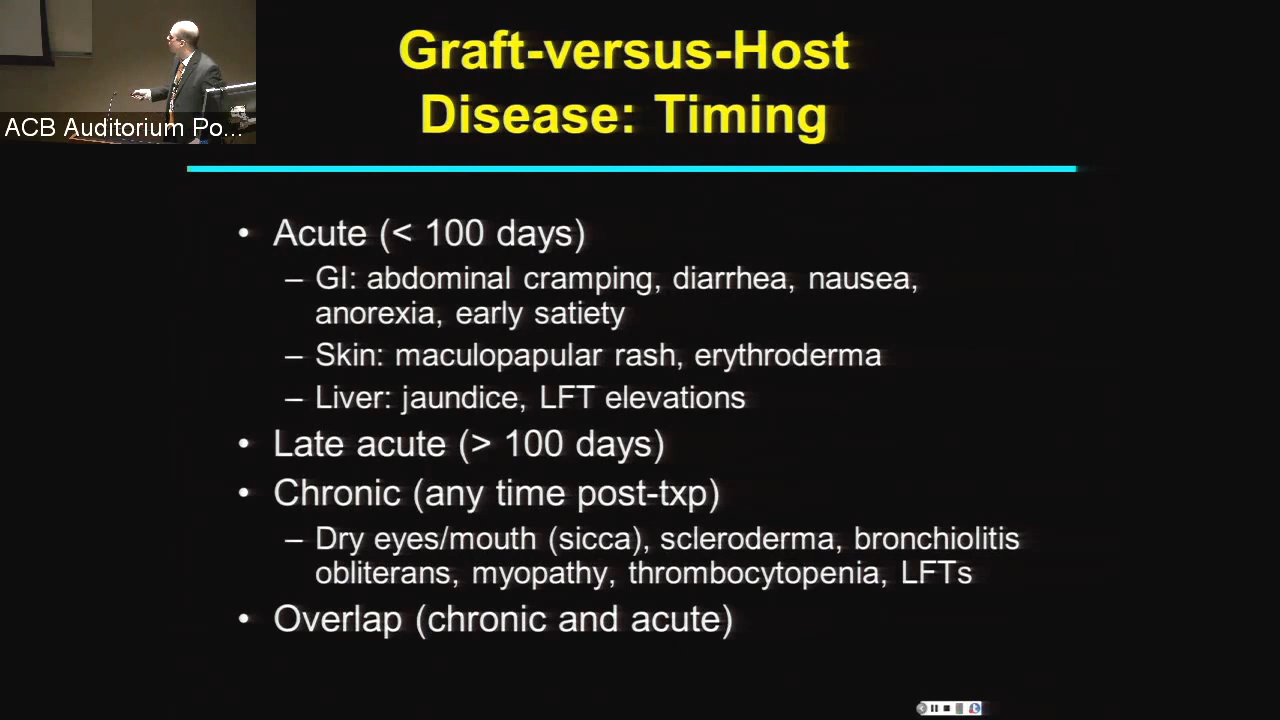 Graft-versus-Host
Disease: Timing
ACB Auditorium Po...
• Acute (< 100 days)
– GI: abdominal cramping, diarrhea, nausea,
anorexia, early satiety
– Skin: maculopapular rash, erythroderma
– Liver: jaundice, LFT elevations
• Late acute (> 100 days)
• Chronic (any time post-txp)
– Dry eyes/mouth (sicca), scleroderma, bronchiolitis
obliterans, myopathy, thrombocytopenia, LFTs
• Overlap (chronic and acute)